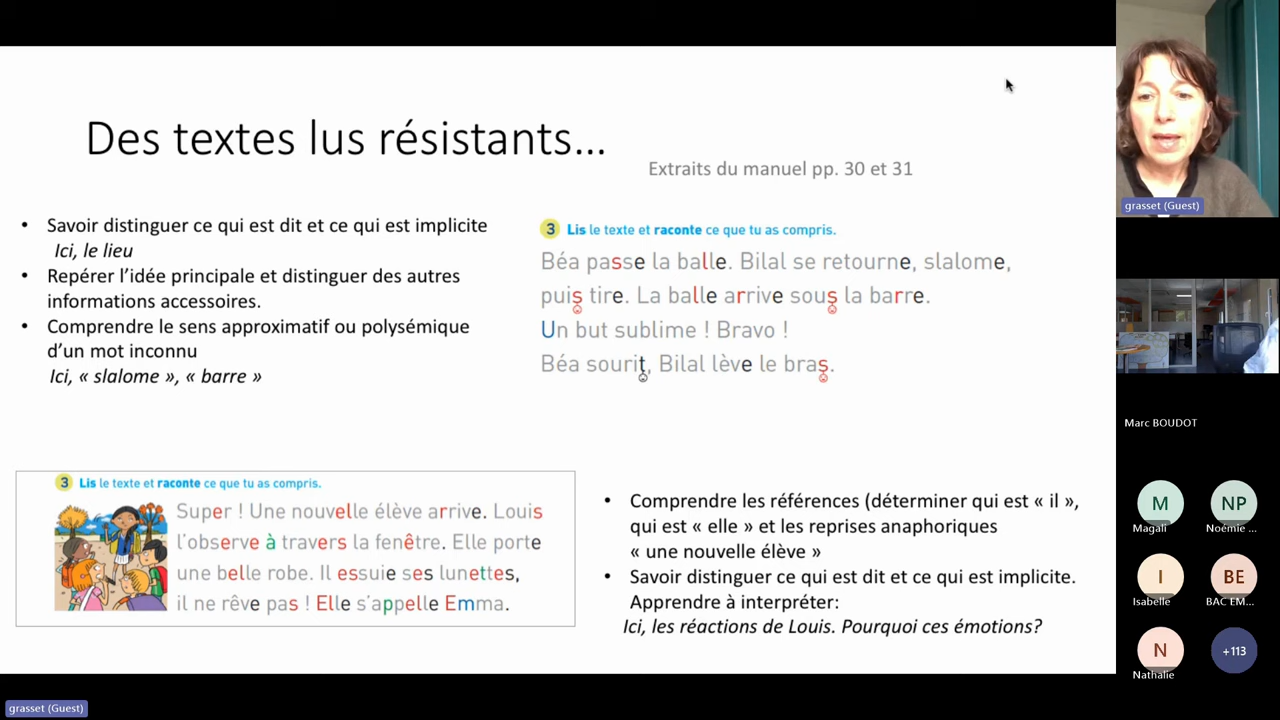 Des textes lus résistants...
Extraits du manuel pp. 30 et 31
• Savoir distinguer ce qui est dit et ce qui est implicite
Ici, le lieu
• Repérer l'idée principale et distinguer des autres
informations accessoires.
• Comprendre le sens approximatif ou polysémique
d'un mot inconnu
Ici, « slalome », « barre »
3 Lis le texte et raconte ce que tu as compris.
Béa passe la balle. Bilal se retourne, slalome,
puis tire. La balle arrive sous la barre.
Un but sublime ! Bravo !
Béa sourit, Bilal lève le bras.
3 Lis le texte et raconte ce que tu as compris.
Super ! Une nouvelle élève arrive. Louis
l'observe à travers la fenêtre. Elle porte
une belle robe. Il essuie ses lunettes,
il ne rêve pas ! Elle s'appelle Emma.
• Comprendre les références (déterminer qui est « il »,
qui est « elle » et les reprises anaphoriques
« une nouvelle élève »
• Savoir distinguer ce qui est dit et ce qui est implicite.
Apprendre à interpréter:
Ici, les réactions de Louis. Pourquoi ces émotions?
grasset (Guest)
Marc BOUDOT
M
Magali
NP
Noémie ...
I
Isabelle
BE
BAC EM...
N
Nathalie
+113
grasset (Guest)